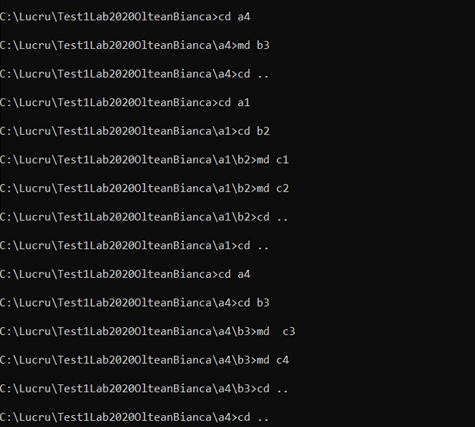 C:\Lucru\Test1Lab2020OlteanBianca>cd a4
C:\Lucru\Test1Lab2020OlteanBianca\a4>md b3
C:\Lucru\Test1Lab2020OlteanBianca\a4>cd ..
C:\Lucru\Test1Lab2020OlteanBianca>cd a1
C:\Lucru\Test1Lab2020OlteanBianca\a1>cd b2
C:\Lucru\Test1Lab2020OlteanBianca\a1\b2>md c1
C:\Lucru\Test1Lab2020OlteanBianca\a1\b2>md c2
C:\Lucru\Test1Lab2020OlteanBianca\a1\b2>cd ..
C:\Lucru\Test1Lab2020OlteanBianca\a1>cd ..
C:\Lucru\Test1Lab2020OlteanBianca>cd a4
C:\Lucru\Test1Lab2020OlteanBianca\a4>cd b3
C:\Lucru\Test1Lab2020OlteanBianca\a4\b3>md  c3
C:\Lucru\Test1Lab2020OlteanBianca\a4\b3>md c4
C:\Lucru\Test1Lab2020OlteanBianca\a4\b3>cd ..
C:\Lucru\Test1Lab2020OlteanBianca\a4>cd ..